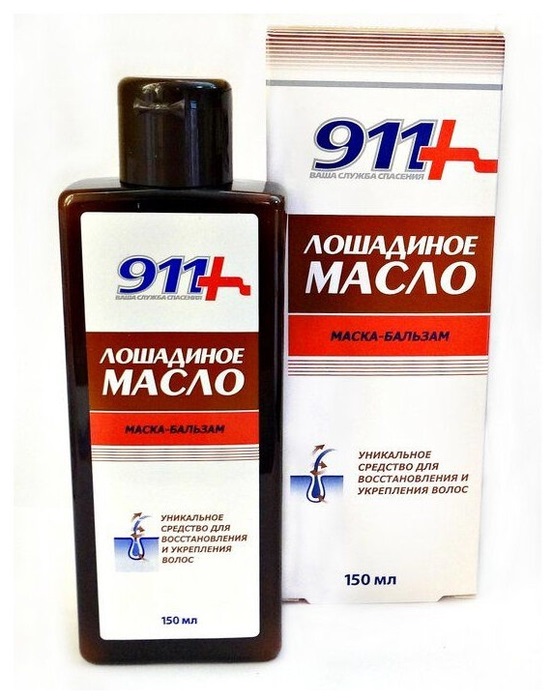 911+
ВАША СЛУЖБА СПАСЕНИЯ
ЛОШАДИНОЕ
МАСЛО
МАСКА-БАЛЬЗАМ
УНИКАЛЬНОЕ
СРЕДСТВО ДЛЯ
ВОССТАНОВЛЕНИЯ
И УКРЕПЛЕНИЯ
ВОЛОС
150 МЛ
911+
ВАША СЛУЖБА СПАСЕНИЯ
ЛОШАДИНОЕ
МАСЛО
МАСКА-БАЛЬЗАМ
УНИКАЛЬНОЕ
СРЕДСТВО ДЛЯ
ВОССТАНОВЛЕНИЯ И
УКРЕПЛЕНИЯ ВОЛОС
150 МЛ